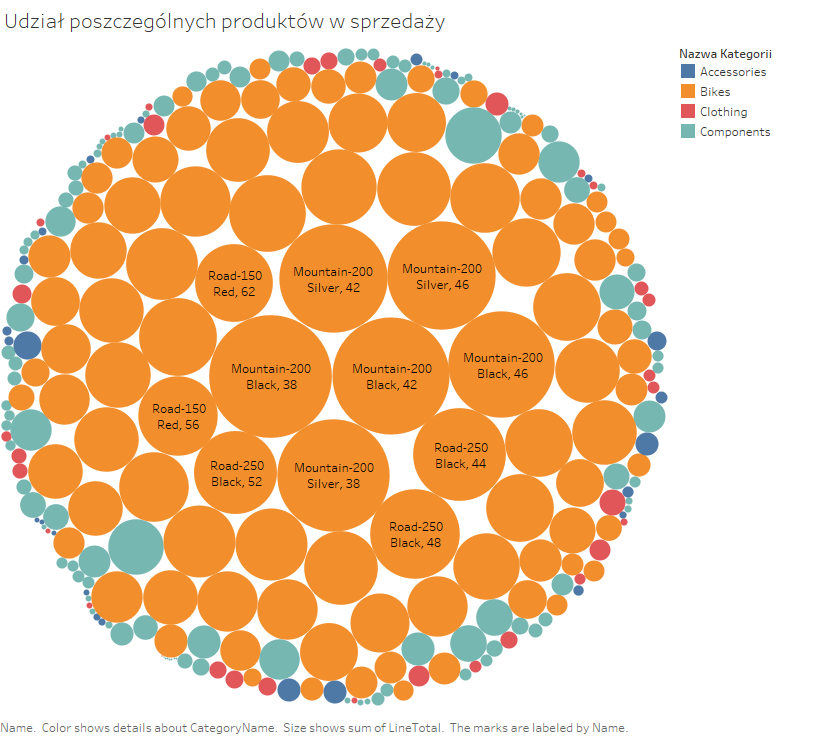 Udział poszczególnych produktów w sprzedaży
Nazwa Kategorii
Accessories
Bikes
Clothing
Components
Road-150
Red, 62
Mountain-200
Silver, 42
Mountain-200
Silver, 46
Mountain-200
Black, 38
Mountain-200
Black, 42
Mountain-200
Black, 46
Road-150
Red, 56
Road-250
Black, 52
Mountain-200
Silver, 38
Road-250
Black, 44
Road-250
Black, 48
Name. Color shows details about CategoryName. Size shows sum of LineTotal. The marks are labeled by Name.